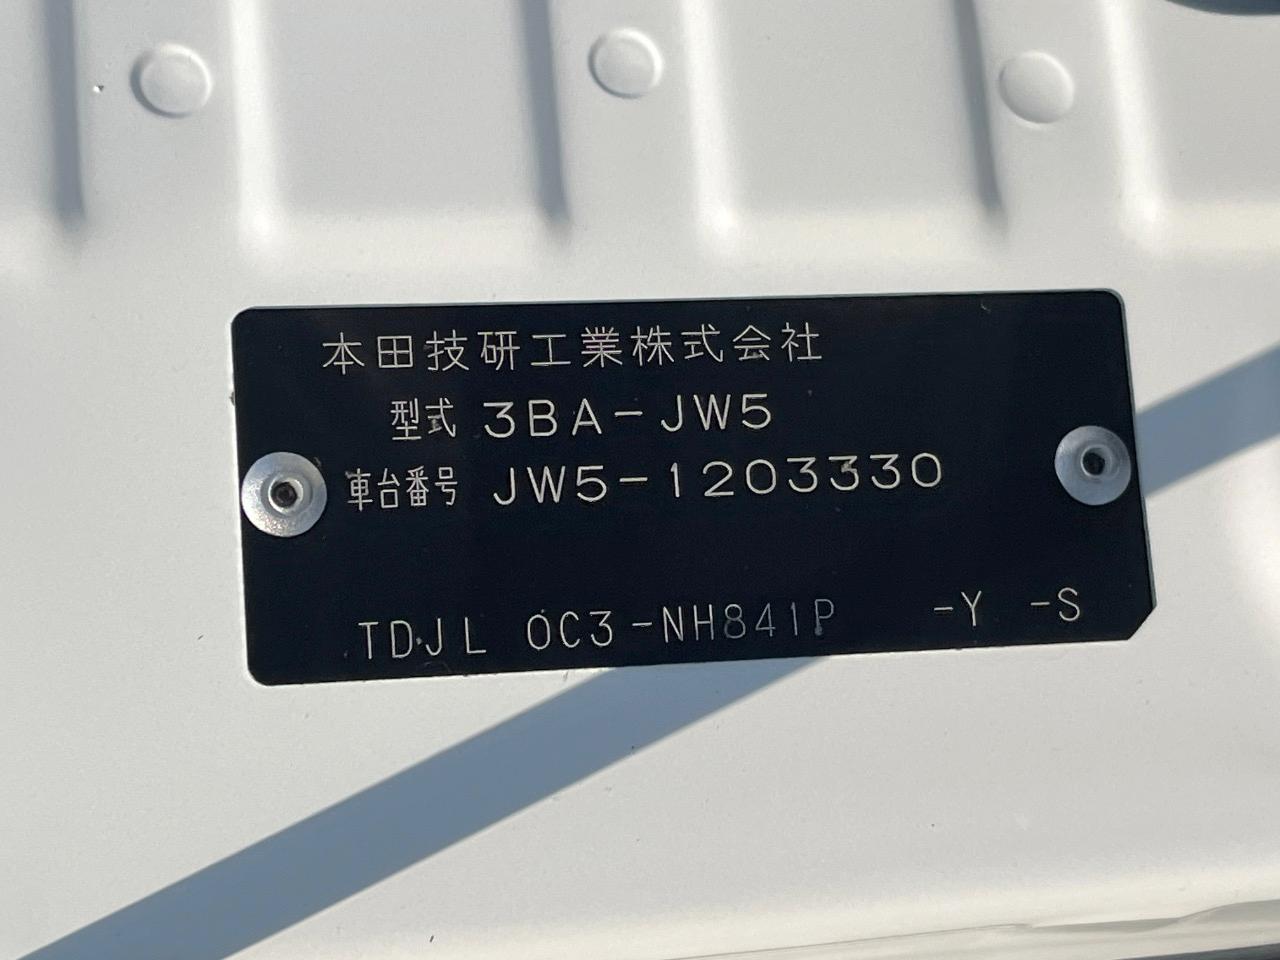 本田技研工業株式会社
型式 3BA-JW5
車台番号 JW5-1203330
TDJL 0C3-NH841P -Y -S